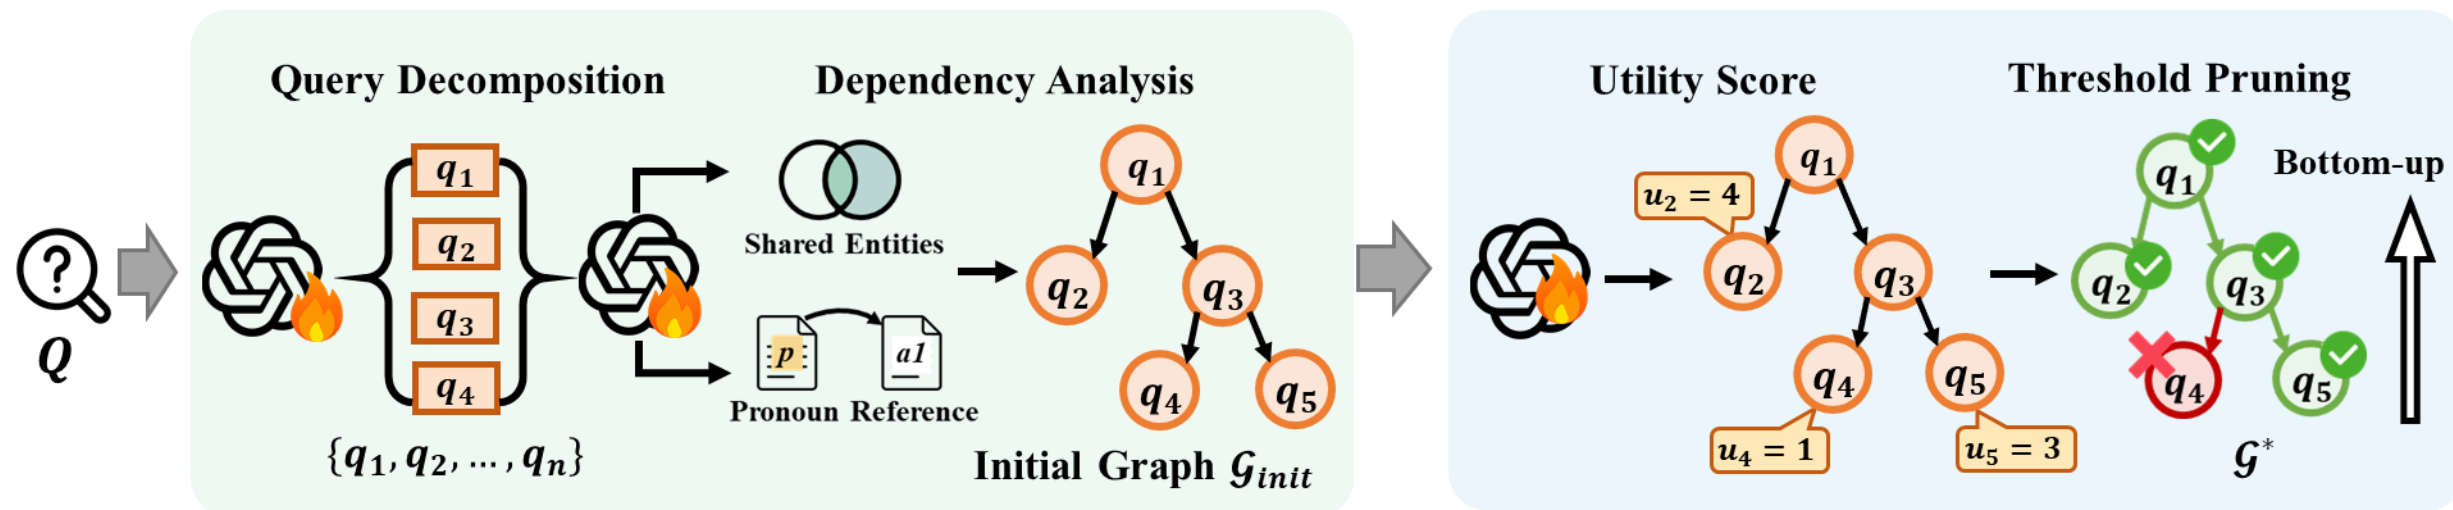 ?
Q
Query Decomposition
q₁
q₂
q₃
q₄
{q₁, q₂, ..., qₙ}
Dependency Analysis
Shared Entities
p
a1
Pronoun Reference
q₁
q₂
q₃
q₄
q₅
Initial Graph 𝒢ᵢₙᵢₜ
Utility Score
q₁
u₂ = 4
q₂
q₃
q₄
q₅
u₄ = 1
u₅ = 3
Threshold Pruning
Bottom-up
q₁
q₂
q₃
q₄
q₅
𝒢*